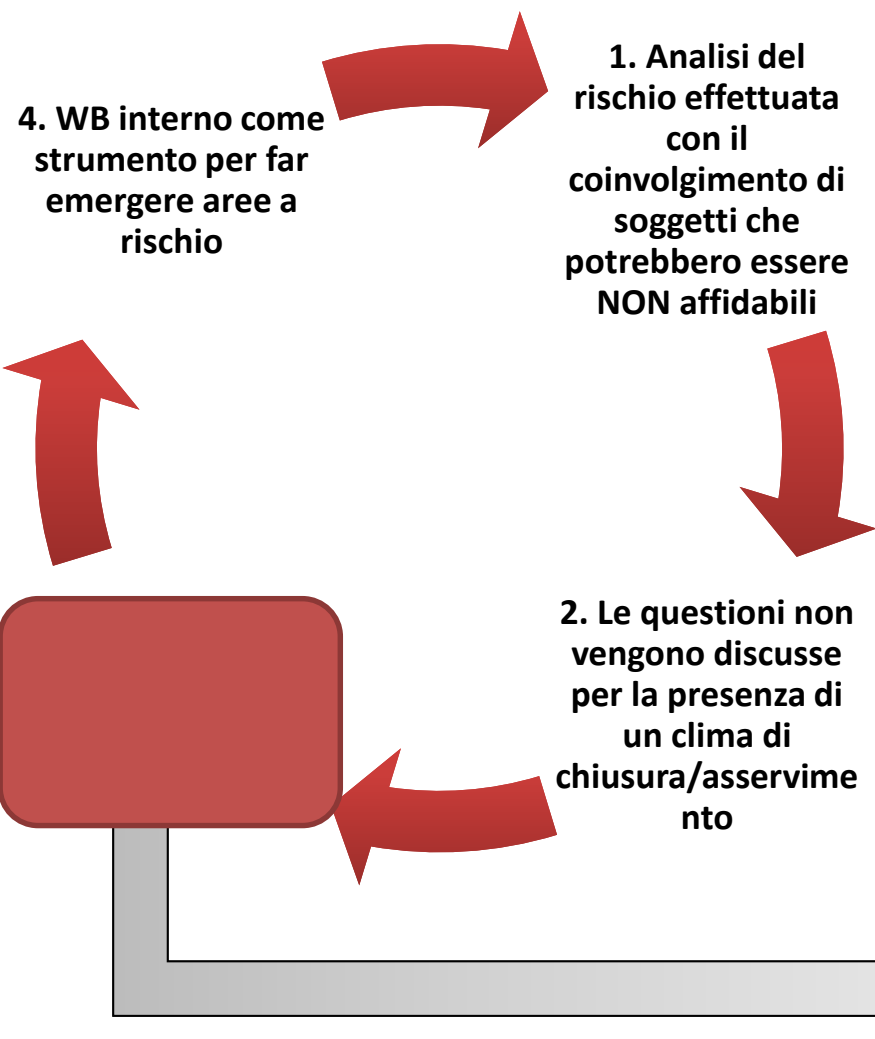 1. Analisi del
rischio effettuata
con il
coinvolgimento di
soggetti che
potrebbero essere
NON affidabili
2. Le questioni non
vengono discusse
per la presenza di
un clima di
chiusura/asservime
nto
4. WB interno come
strumento per far
emergere aree a
rischio